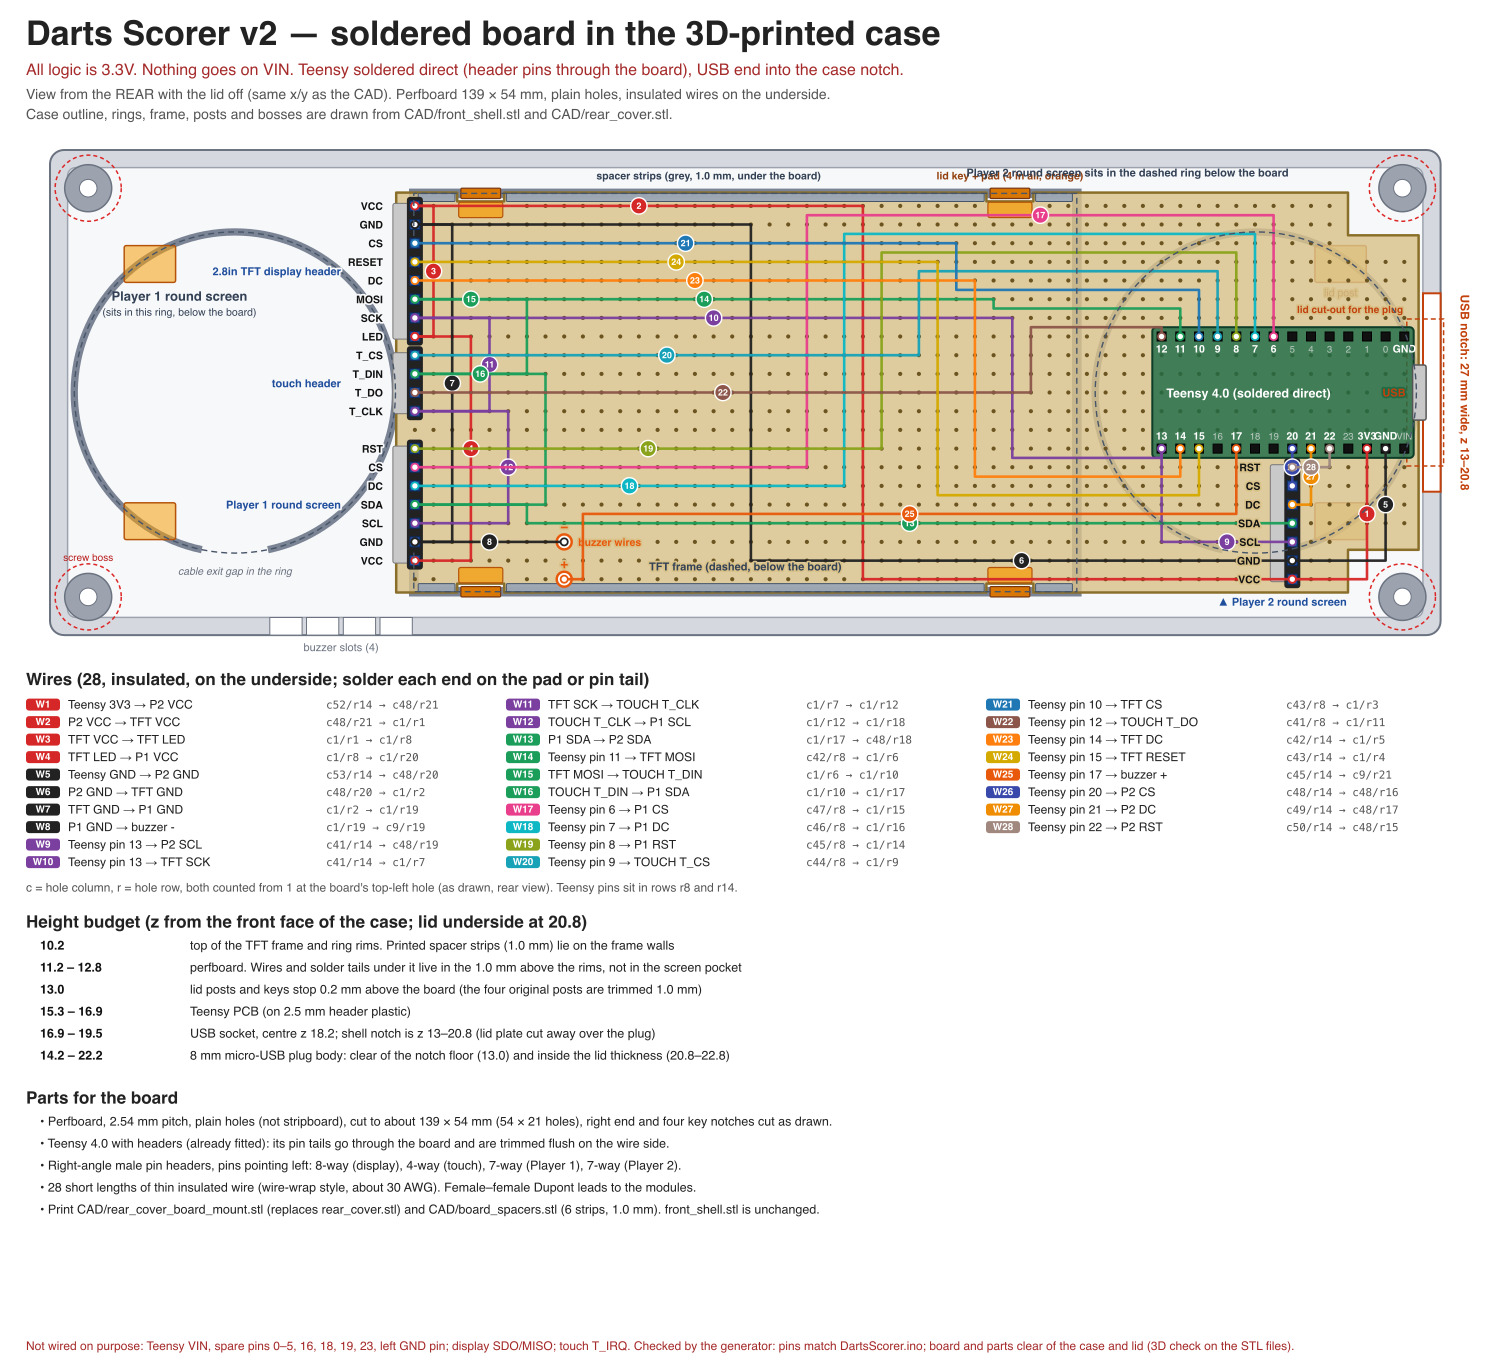 Darts Scorer v2 — soldered board in the 3D-printed case
All logic is 3.3V. Nothing goes on VIN. Teensy soldered direct (header pins through the board), USB end into the case notch.
View from the REAR with the lid off (same x/y as the CAD). Perfboard 139 × 54 mm, plain holes, insulated wires on the underside.
Case outline, rings, frame, posts and bosses are drawn from CAD/front_shell.stl and CAD/rear_cover.stl.
spacer strips (grey, 1.0 mm, under the board)
lid key + pad (4 in all, orange)
Player 2 round screen sits in the dashed ring below the board
VCC
GND
CS
RESET
DC
MOSI
SCK
LED
T_CS
T_DIN
T_DO
T_CLK
RST
CS
DC
SDA
SCL
GND
VCC
2.8in TFT display header
Player 1 round screen
(sits in this ring, below the board)
touch header
Player 1 round screen
cable exit gap in the ring
screw boss
buzzer slots (4)
2
17
21
24
3
23
15
14
10
20
11
16
7
22
1
19
12
18
25
13
8
6
9
5
1
28
27
− buzzer wires
+
TFT frame (dashed, below the board)
lid post
lid cut-out for the plug
12 11 10 9 8 7 6 5 4 3 2 1 0 GND
Teensy 4.0 (soldered direct)
USB
13 14 15 16 17 18 19 20 21 22 23 3V3 GND VIN
RST
CS
DC
SDA
SCL
GND
VCC
▲ Player 2 round screen
USB notch: 27 mm wide, z 13–20.8
Wires (28, insulated, on the underside; solder each end on the pad or pin tail)
W1 Teensy 3V3 → P2 VCC c52/r14 → c48/r21
W2 P2 VCC → TFT VCC c48/r21 → c1/r1
W3 TFT VCC → TFT LED c1/r1 → c1/r8
W4 TFT LED → P1 VCC c1/r8 → c1/r20
W5 Teensy GND → P2 GND c53/r14 → c48/r20
W6 P2 GND → TFT GND c48/r20 → c1/r2
W7 TFT GND → P1 GND c1/r2 → c1/r19
W8 P1 GND → buzzer - c1/r19 → c9/r19
W9 Teensy pin 13 → P2 SCL c41/r14 → c48/r19
W10 Teensy pin 13 → TFT SCK c41/r14 → c1/r7
W11 TFT SCK → TOUCH T_CLK c1/r7 → c1/r12
W12 TOUCH T_CLK → P1 SCL c1/r12 → c1/r18
W13 P1 SDA → P2 SDA c1/r17 → c48/r18
W14 Teensy pin 11 → TFT MOSI c42/r8 → c1/r6
W15 TFT MOSI → TOUCH T_DIN c1/r6 → c1/r10
W16 TOUCH T_DIN → P1 SDA c1/r10 → c1/r17
W17 Teensy pin 6 → P1 CS c47/r8 → c1/r15
W18 Teensy pin 7 → P1 DC c46/r8 → c1/r16
W19 Teensy pin 8 → P1 RST c45/r8 → c1/r14
W20 Teensy pin 9 → TOUCH T_CS c44/r8 → c1/r9
W21 Teensy pin 10 → TFT CS c43/r8 → c1/r3
W22 Teensy pin 12 → TOUCH T_DO c41/r8 → c1/r11
W23 Teensy pin 14 → TFT DC c42/r14 → c1/r5
W24 Teensy pin 15 → TFT RESET c43/r14 → c1/r4
W25 Teensy pin 17 → buzzer + c45/r14 → c9/r21
W26 Teensy pin 20 → P2 CS c48/r14 → c48/r16
W27 Teensy pin 21 → P2 DC c49/r14 → c48/r17
W28 Teensy pin 22 → P2 RST c50/r14 → c48/r15
c = hole column, r = hole row, both counted from 1 at the board's top-left hole (as drawn, rear view). Teensy pins sit in rows r8 and r14.
Height budget (z from the front face of the case; lid underside at 20.8)
10.2 top of the TFT frame and ring rims. Printed spacer strips (1.0 mm) lie on the frame walls
11.2 – 12.8 perfboard. Wires and solder tails under it live in the 1.0 mm above the rims, not in the screen pocket
13.0 lid posts and keys stop 0.2 mm above the board (the four original posts are trimmed 1.0 mm)
15.3 – 16.9 Teensy PCB (on 2.5 mm header plastic)
16.9 – 19.5 USB socket, centre z 18.2; shell notch is z 13–20.8 (lid plate cut away over the plug)
14.2 – 22.2 8 mm micro-USB plug body: clear of the notch floor (13.0) and inside the lid thickness (20.8–22.8)
Parts for the board
• Perfboard, 2.54 mm pitch, plain holes (not stripboard), cut to about 139 × 54 mm (54 × 21 holes), right end and four key notches cut as drawn.
• Teensy 4.0 with headers (already fitted): its pin tails go through the board and are trimmed flush on the wire side.
• Right-angle male pin headers, pins pointing left: 8-way (display), 4-way (touch), 7-way (Player 1), 7-way (Player 2).
• 28 short lengths of thin insulated wire (wire-wrap style, about 30 AWG). Female–female Dupont leads to the modules.
• Print CAD/rear_cover_board_mount.stl (replaces rear_cover.stl) and CAD/board_spacers.stl (6 strips, 1.0 mm). front_shell.stl is unchanged.
Not wired on purpose: Teensy VIN, spare pins 0–5, 16, 18, 19, 23, left GND pin; display SDO/MISO; touch T_IRQ. Checked by the generator: pins match DartsScorer.ino; board and parts clear of the case and lid (3D check on the STL files).